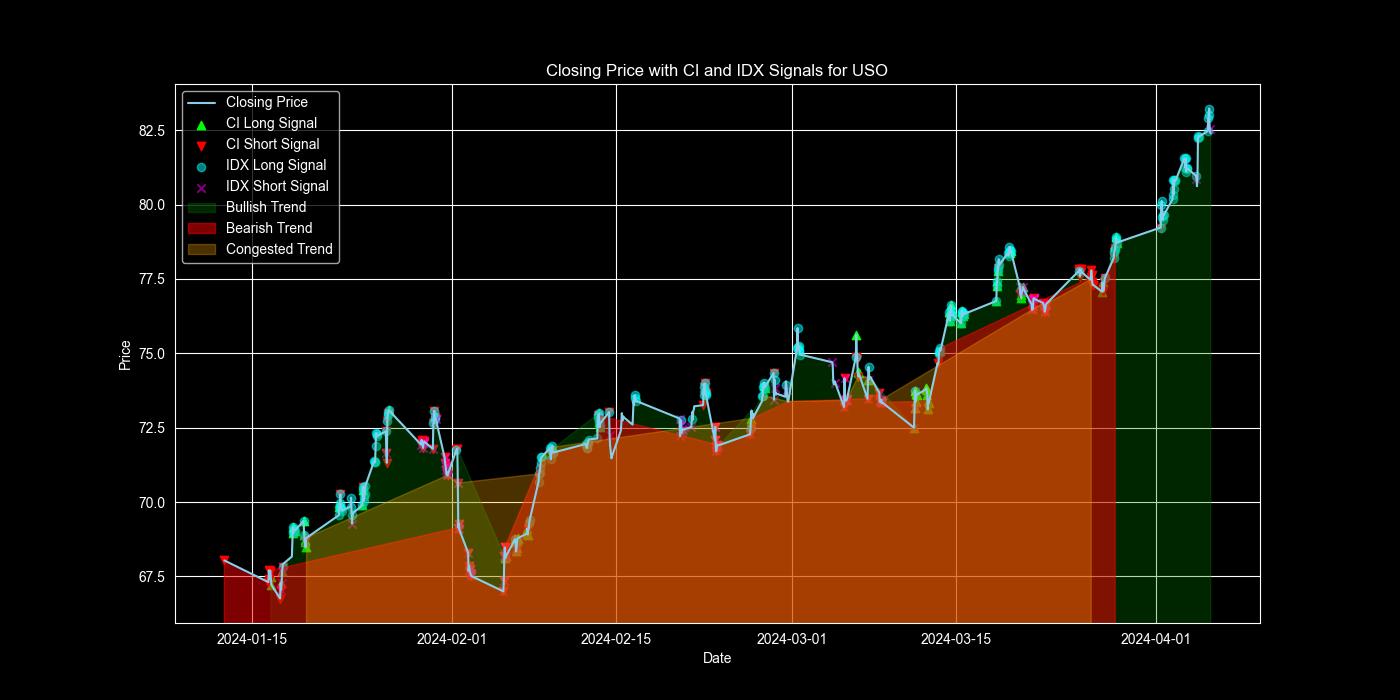 Closing Price with CI and IDX Signals for USO
Closing Price
CI Long Signal
CI Short Signal
IDX Long Signal
IDX Short Signal
Bullish Trend
Bearish Trend
Congested Trend
Price
82.5
80.0
77.5
75.0
72.5
70.0
67.5
2024-01-15
2024-02-01
2024-02-15
2024-03-01
2024-03-15
2024-04-01
Date